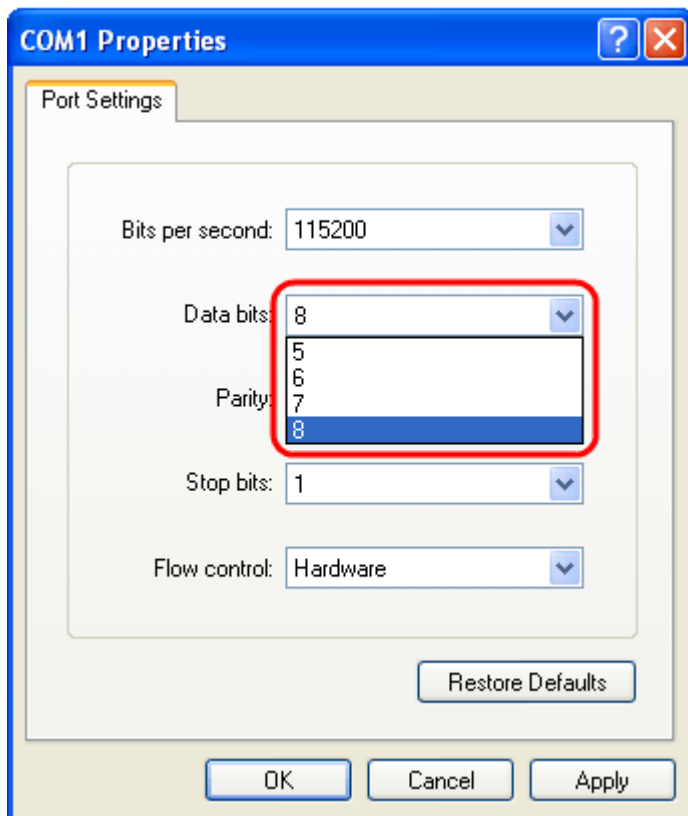 COM1 Properties
Port Settings
Bits per second: 115200
Data bits: 8
5
6
Parity: 7
8
Stop bits: 1
Flow control: Hardware
Restore Defaults
OK Cancel Apply